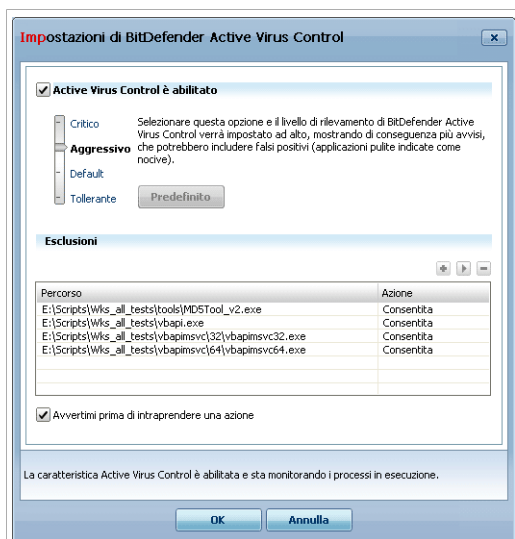 Impostazioni di BitDefender Active Virus Control
Active Virus Control è abilitato
Critico
Aggressivo
Default
Tollerante
Selezionare questa opzione e il livello di rilevamento di BitDefender Active
Virus Control verrà impostato ad alto, mostrando di conseguenza più avvisi,
che potrebbero includere falsi positivi (applicazioni pulite indicate come
nocive).
Predefinito
Esclusioni
Percorso Azione
E:\Scripts\Wks_all_tests\tools\MD5Tool_v2.exe Consentita
E:\Scripts\Wks_all_tests\vbapi.exe Consentita
E:\Scripts\Wks_all_tests\vbapimsvc\32\vbapimsvc32.exe Consentita
E:\Scripts\Wks_all_tests\vbapimsvc\64\vbapimsvc64.exe Consentita
Avvertimi prima di intraprendere una azione
La caratteristica Active Virus Control è abilitata e sta monitorando i processi in esecuzione.
OK Annulla